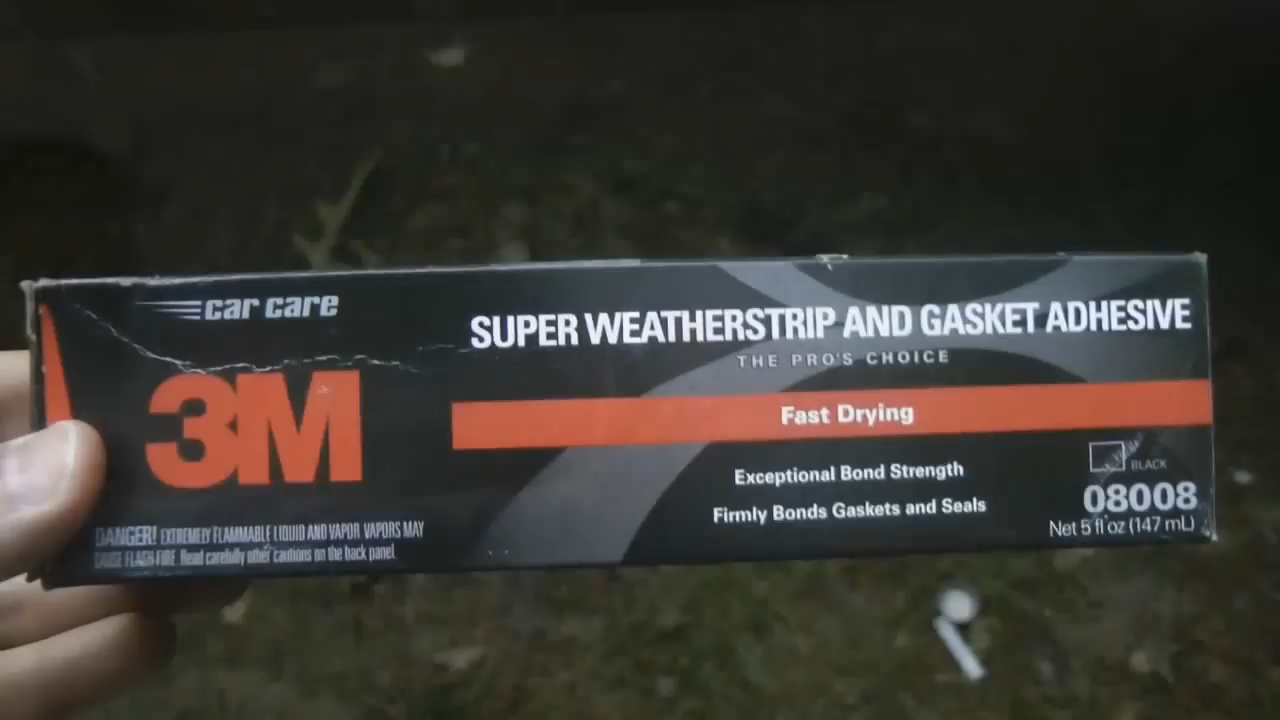 car care
3M
SUPER WEATHERSTRIP AND GASKET ADHESIVE
THE PRO'S CHOICE
Fast Drying
Exceptional Bond Strength
Firmly Bonds Gaskets and Seals
BLACK
08008
Net 5 fl oz (147 mL)
DANGER! EXTREMELY FLAMMABLE LIQUID AND VAPOR. VAPORS MAY
CAUSE FLASH FIRE. Read carefully other cautions on the back panel.